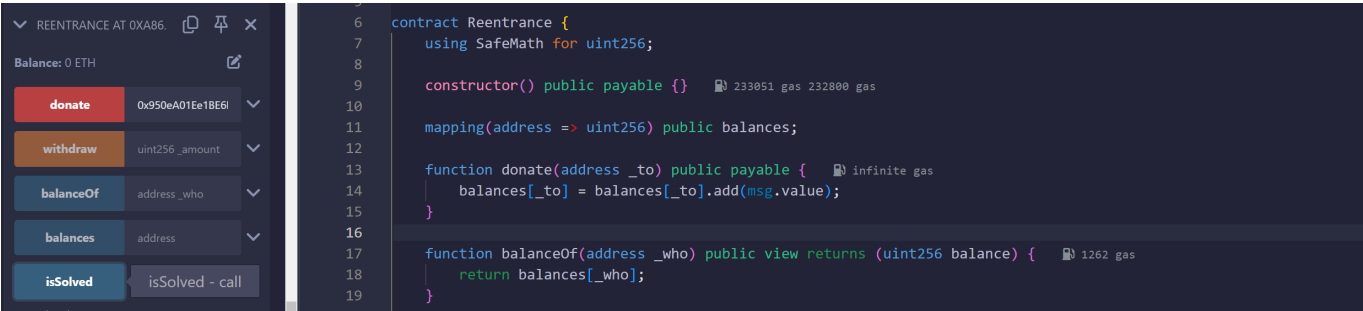 REENTRANCE AT 0XA86.
Balance: 0 ETH
donate 0x950eA01Ee1BE6
withdraw uint256 _amount
balanceOf address _who
balances address
isSolved isSolved - call
6 contract Reentrance {
7 using SafeMath for uint256;
8
9 constructor() public payable {} 233051 gas 232800 gas
10
11 mapping(address => uint256) public balances;
12
13 function donate(address _to) public payable { infinite gas
14 balances[_to] = balances[_to].add(msg.value);
15 }
16
17 function balanceOf(address _who) public view returns (uint256 balance) { 1262 gas
18 return balances[_who];
19 }